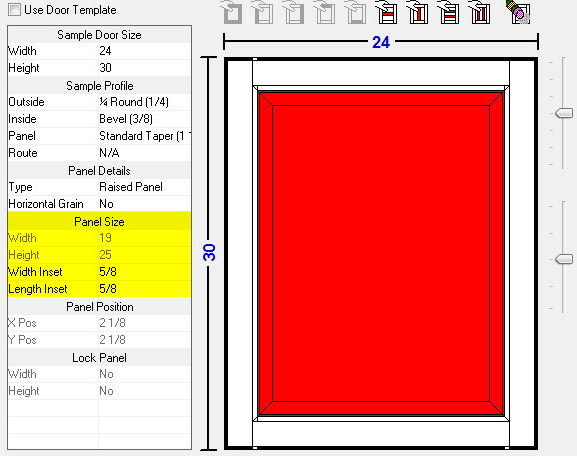 Use Door Template
24
Sample Door Size
Width 24
Height 30
Sample Profile
Outside ¼ Round (1/4)
Inside Bevel (3/8)
Panel Standard Taper (1
Route N/A
Panel Details
Type Raised Panel
Horizontal Grain No
Panel Size
Width 19
Height 25
Width Inset 5/8
Length Inset 5/8
Panel Position
X Pos 2 1/8
Y Pos 2 1/8
Lock Panel
Width No
Height No
30